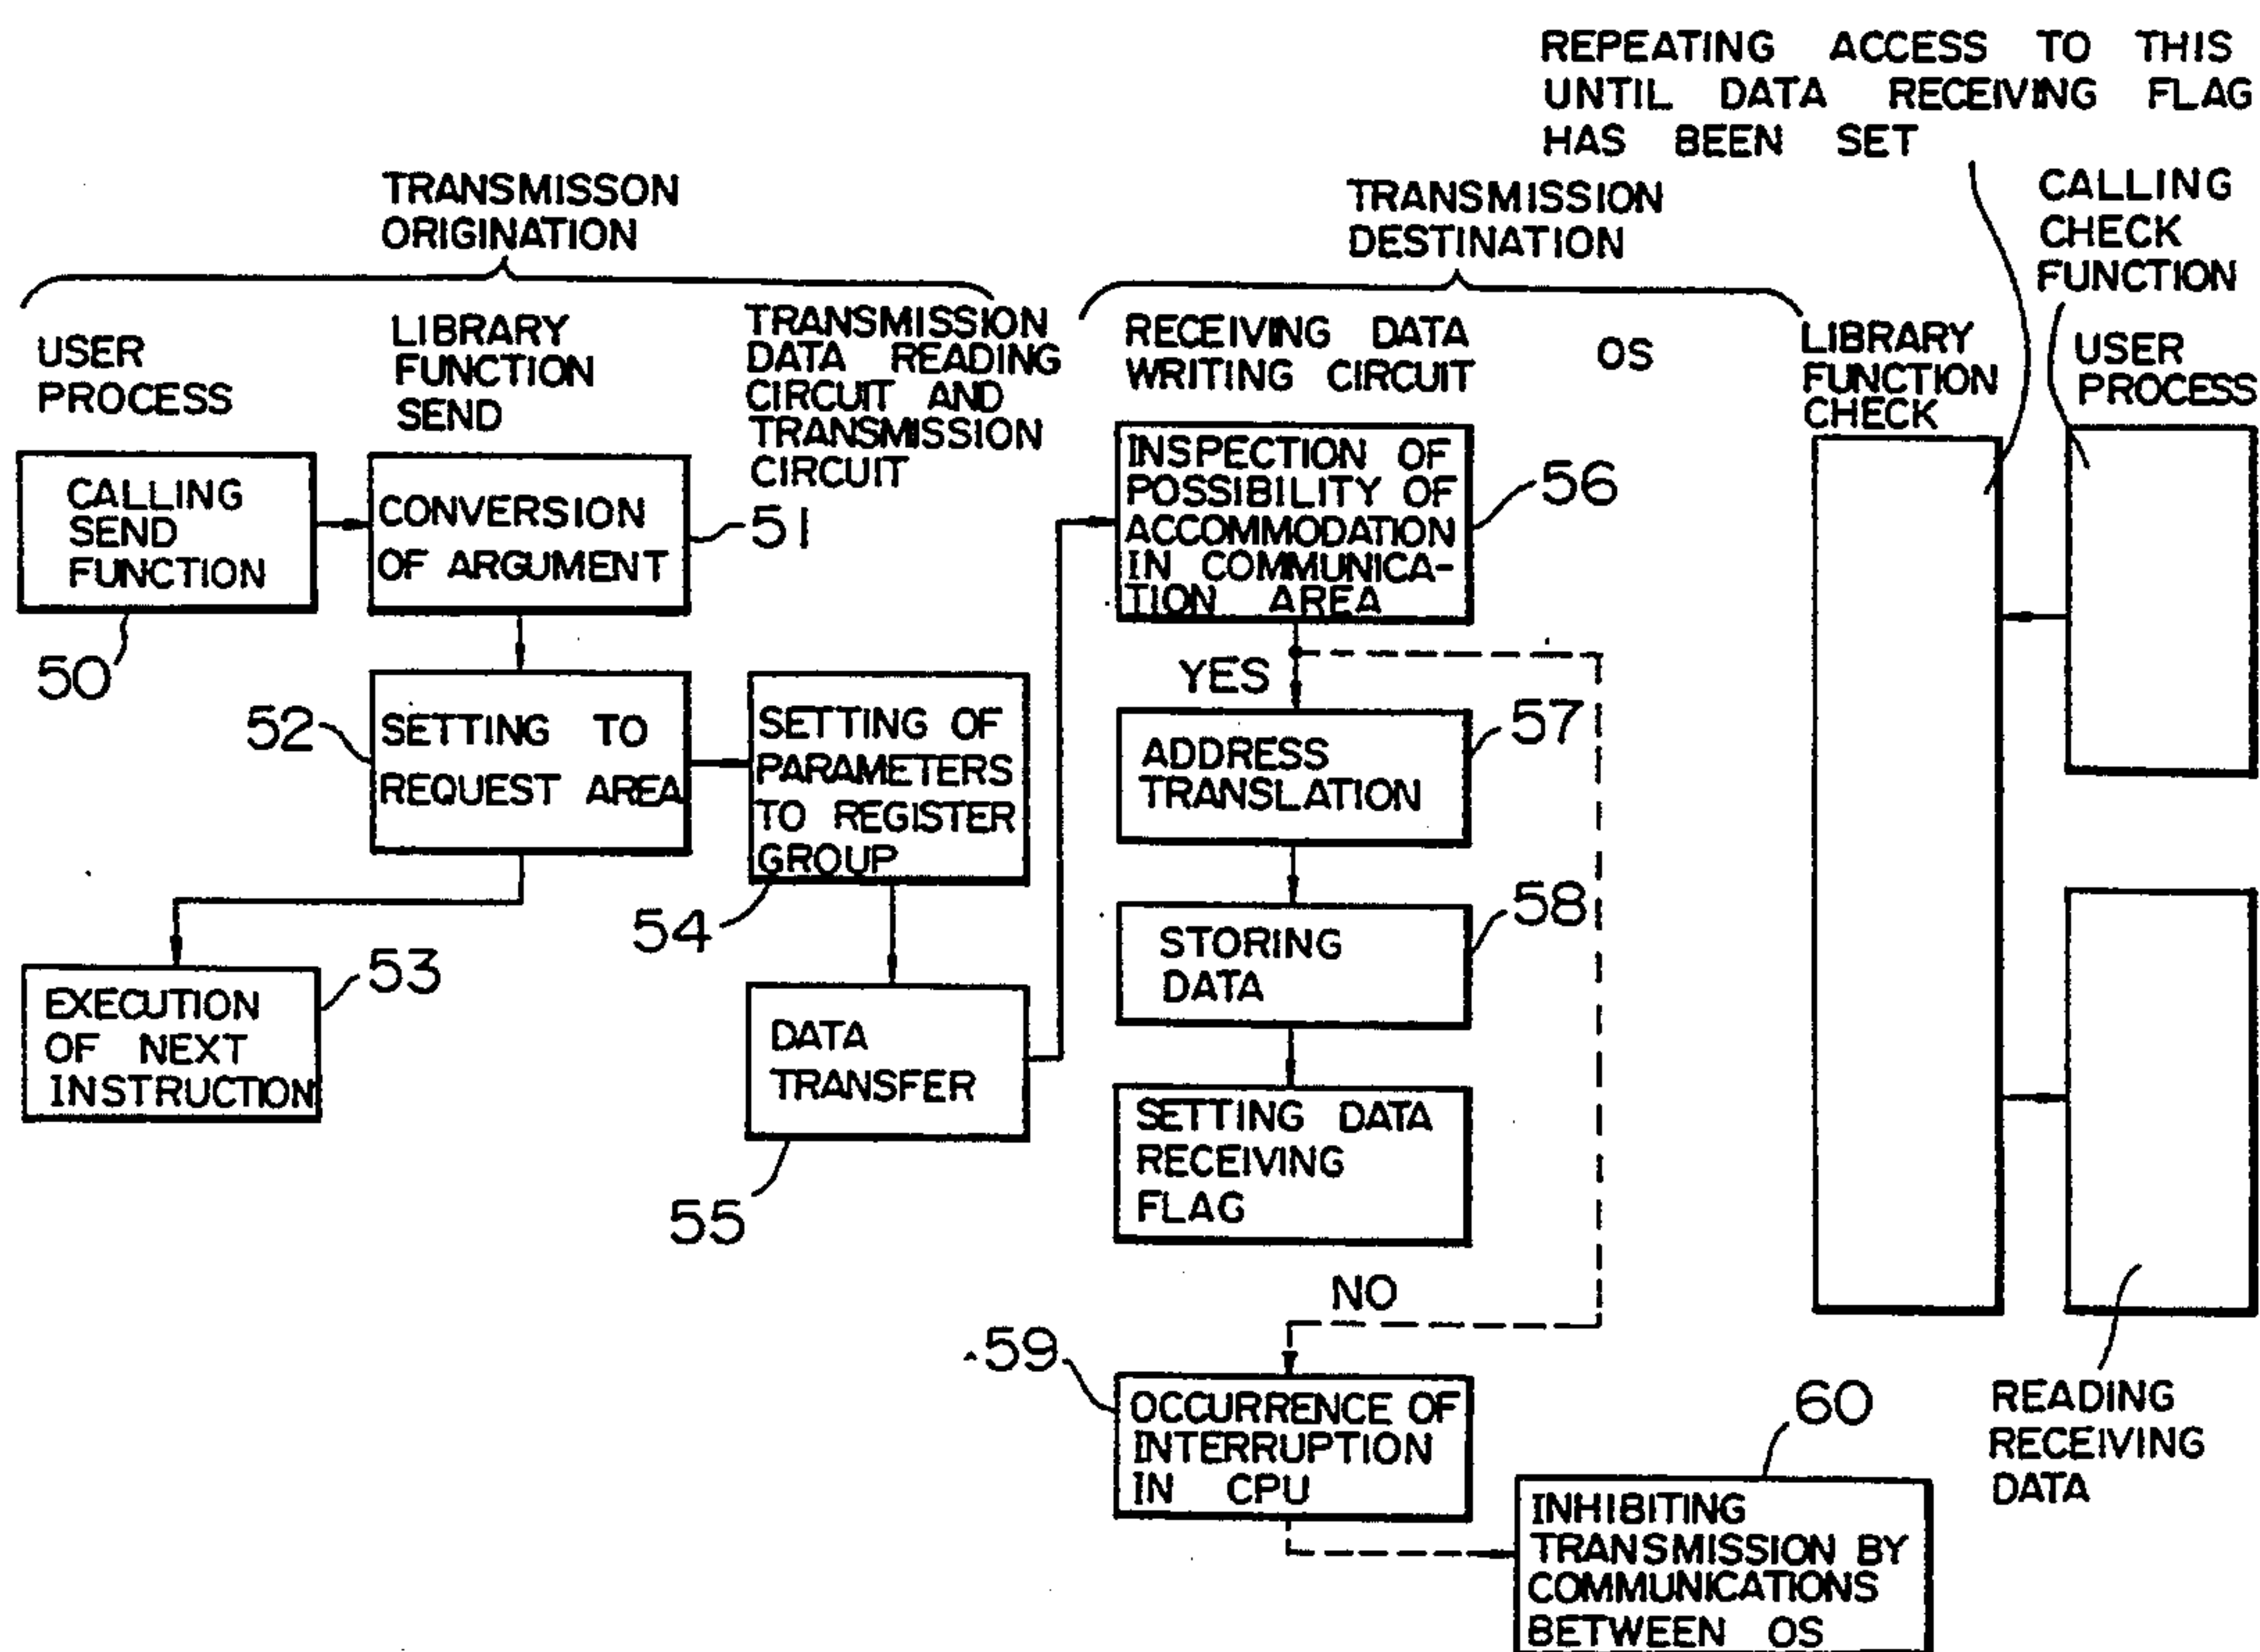 REPEATING ACCESS TO THIS
UNTIL DATA RECEIVING FLAG
HAS BEEN SET
TRANSMISSON
ORIGINATION
TRANSMISSION
DESTINATION
CALLING
CHECK
FUNCTION
USER
PROCESS
LIBRARY
FUNCTION
SEND
TRANSMISSION
DATA READING
CIRCUIT AND
TRANSMISSION
CIRCUIT
RECEIVING DATA
WRITING CIRCUIT
OS
LIBRARY
FUNCTION
CHECK
USER
PROCESS
CALLING
SEND
FUNCTION
50
CONVERSION
OF ARGUMENT
51
52
SETTING TO
REQUEST AREA
EXECUTION
OF NEXT
INSTRUCTION
53
SETTING OF
PARAMETERS
TO REGISTER
GROUP
54
DATA
TRANSFER
55
INSPECTION OF
POSSIBILITY OF
ACCOMMODATION
IN COMMUNICA-
TION AREA
56
YES
ADDRESS
TRANSLATION
57
STORING
DATA
58
SETTING DATA
RECEIVING
FLAG
NO
59
OCCURRENCE OF
INTERRUPTION
IN CPU
60
INHIBITING
TRANSMISSION BY
COMMUNICATIONS
BETWEEN OS
READING
RECEIVING
DATA